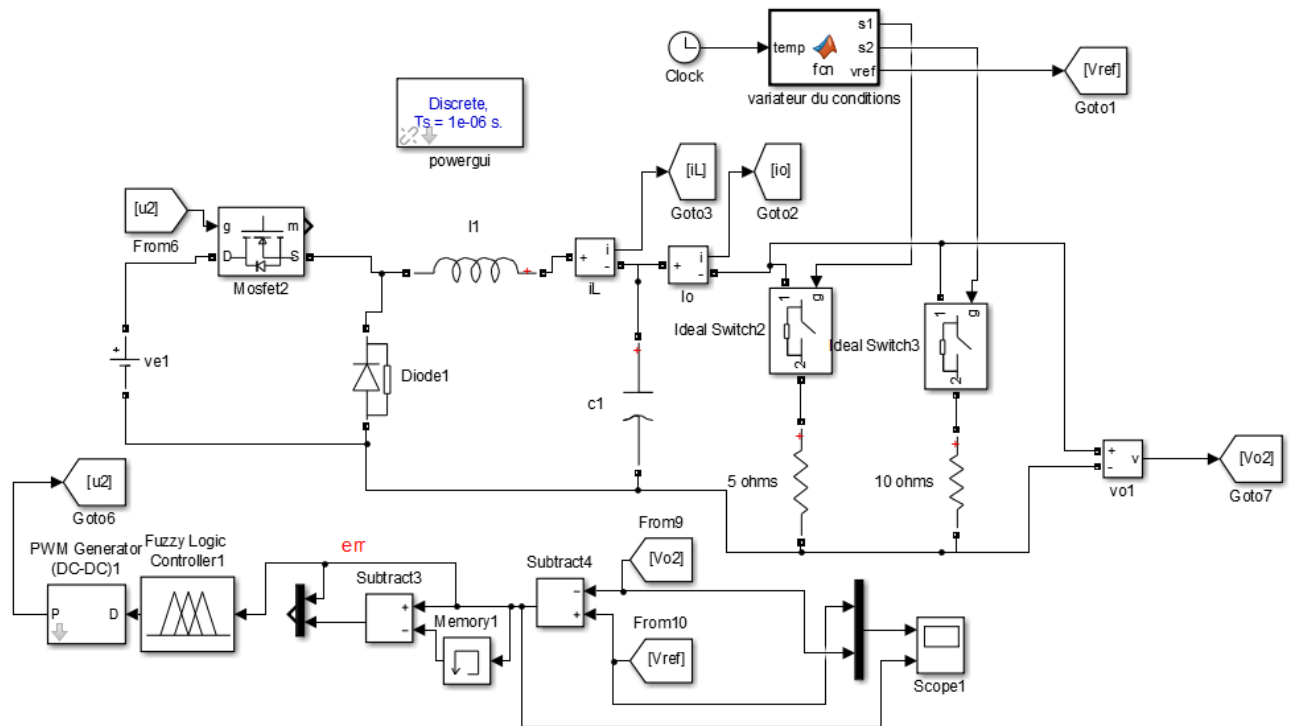 s1
temp
s2
fcn
vref
Clock
variateur du conditions
[Vref]
Goto1
Discrete,
Ts = 1e-06 s.
powergui
[u2]
From6
g
m
D
S
Mosfet2
l1
[iL]
Goto3
[io]
Goto2
+
i
-
iL
+
i
-
Io
1
g
2
Ideal Switch2
1
g
2
Ideal Switch3
+
ve1
Diode1
+
c1
+
5 ohms
+
10 ohms
+
-
v
vo1
[Vo2]
Goto7
[u2]
Goto6
PWM Generator
(DC-DC)1
P
D
Fuzzy Logic
Controller1
err
Subtract3
+
−
Memory1
Subtract4
−
+
From9
[Vo2]
From10
[Vref]
Scope1